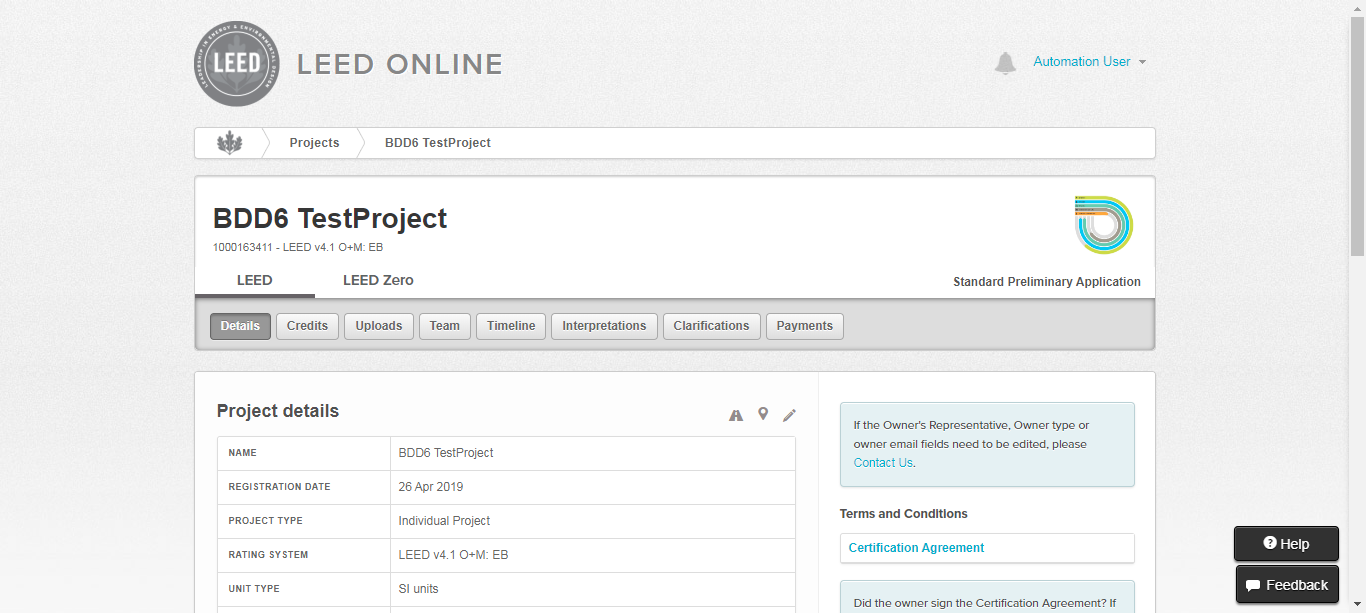 LEADERSHIP IN ENERGY & ENVIRONMENTAL DESIGN
LEED
LEED ONLINE
Automation User
Projects
BDD6 TestProject
BDD6 TestProject
1000163411 - LEED v4.1 O+M: EB
LEED
LEED Zero
Standard Preliminary Application
Details
Credits
Uploads
Team
Timeline
Interpretations
Clarifications
Payments
Project details
NAME
BDD6 TestProject
REGISTRATION DATE
26 Apr 2019
PROJECT TYPE
Individual Project
RATING SYSTEM
LEED v4.1 O+M: EB
UNIT TYPE
SI units
If the Owner's Representative, Owner type or
owner email fields need to be edited, please
Contact Us.
Terms and Conditions
Certification Agreement
Did the owner sign the Certification Agreement? If
Help
Feedback